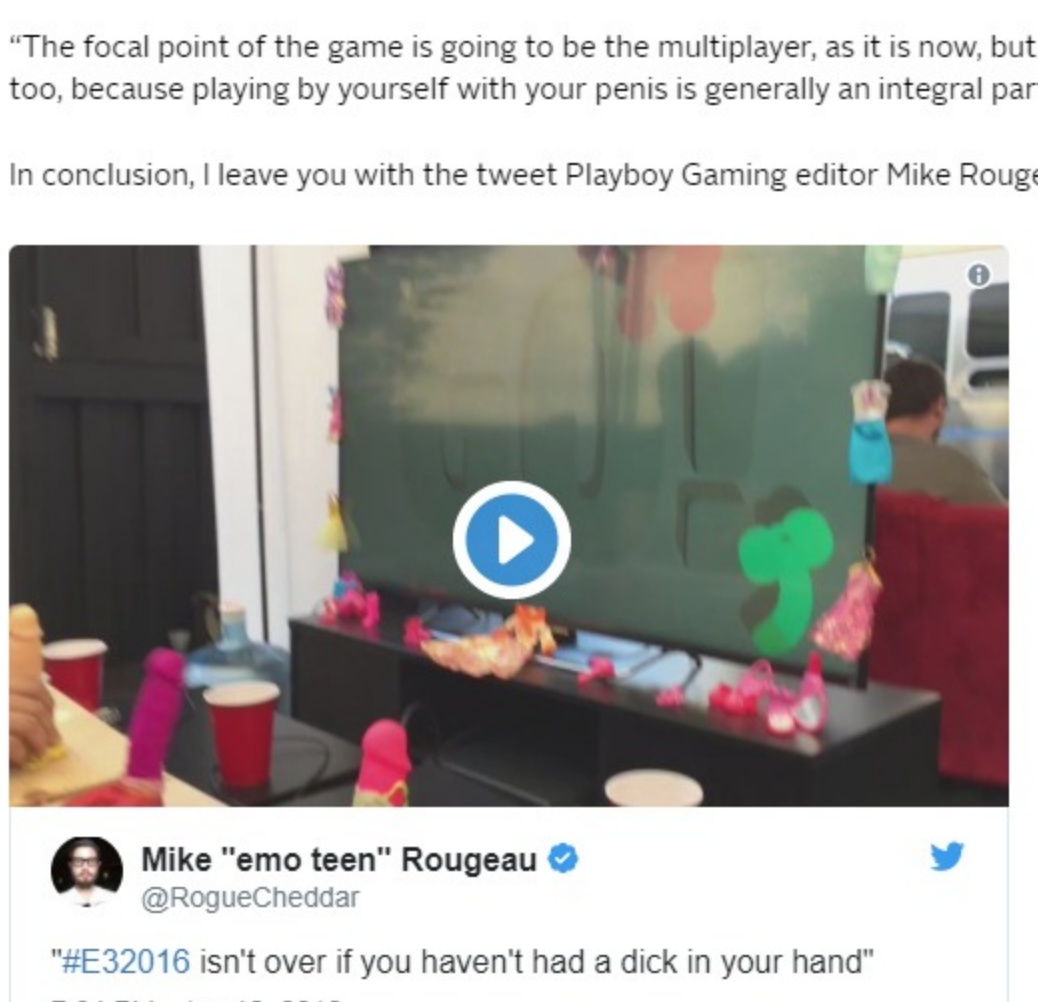 “The focal point of the game is going to be the multiplayer, as it is now, but
too, because playing by yourself with your penis is generally an integral par
In conclusion, I leave you with the tweet Playboy Gaming editor Mike Rouge
Mike "emo teen" Rougeau
@RogueCheddar
"#E32016 isn't over if you haven't had a dick in your hand"